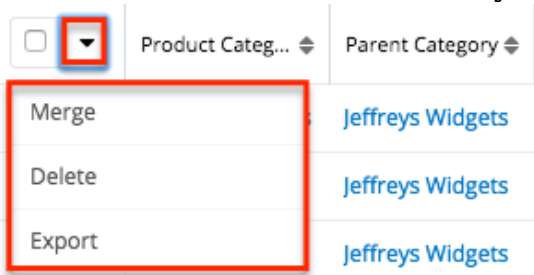 Product Categ... Parent Category
Merge Jeffreys Widgets
Delete Jeffreys Widgets
Export Jeffreys Widgets